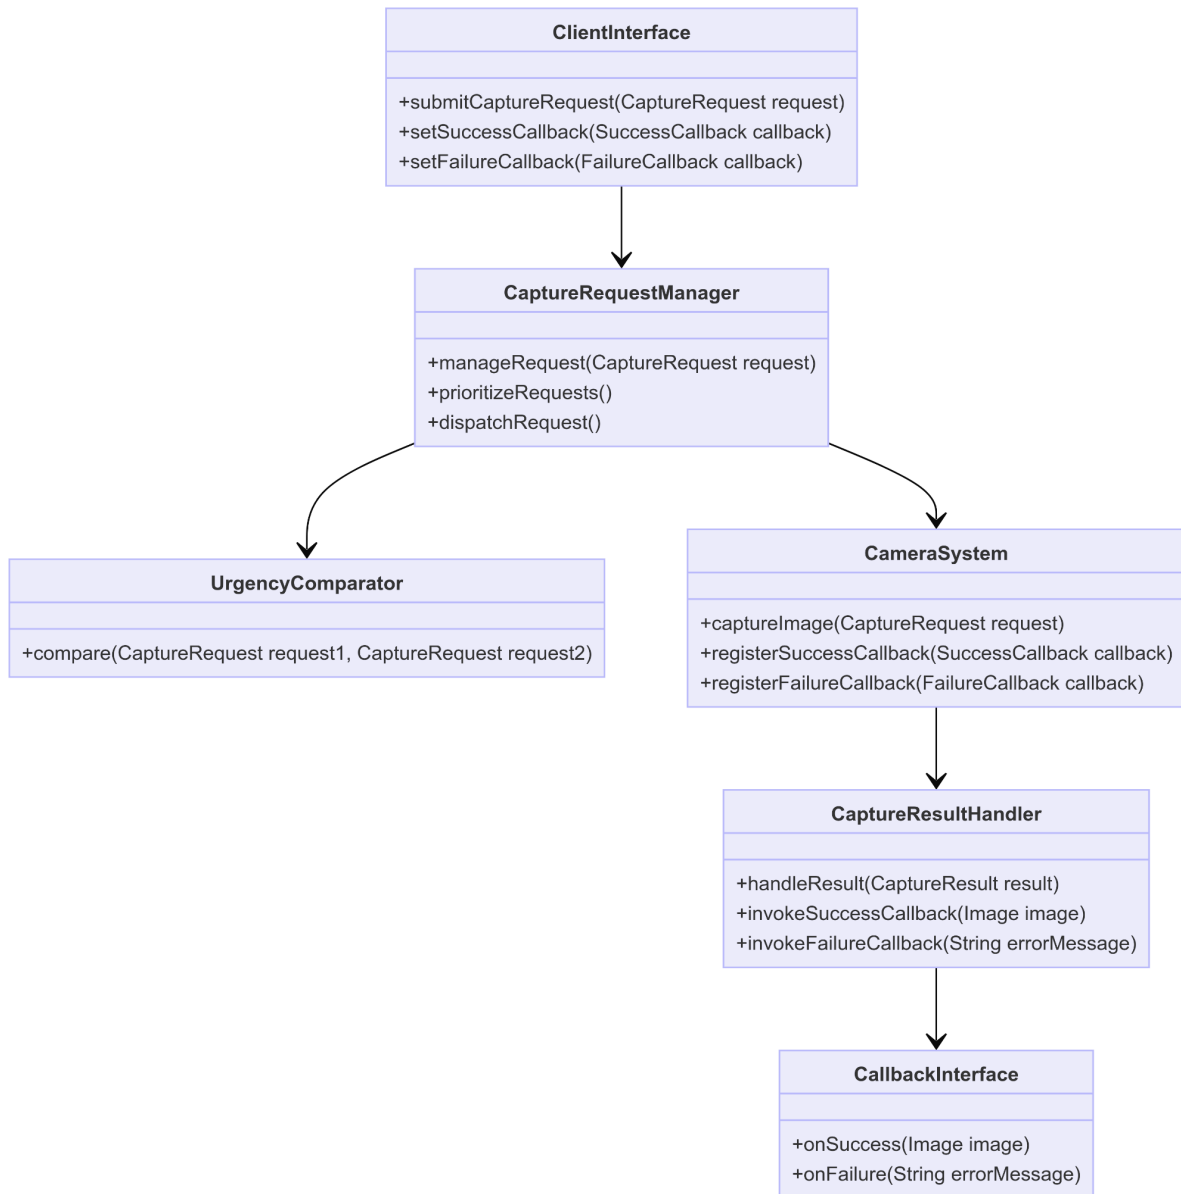 ClientInterface
+submitCaptureRequest(CaptureRequest request)
+setSuccessCallback(SuccessCallback callback)
+setFailureCallback(FailureCallback callback)
CaptureRequestManager
+manageRequest(CaptureRequest request)
+prioritizeRequests()
+dispatchRequest()
UrgencyComparator
+compare(CaptureRequest request1, CaptureRequest request2)
CameraSystem
+captureImage(CaptureRequest request)
+registerSuccessCallback(SuccessCallback callback)
+registerFailureCallback(FailureCallback callback)
CaptureResultHandler
+handleResult(CaptureResult result)
+invokeSuccessCallback(Image image)
+invokeFailureCallback(String errorMessage)
CallbackInterface
+onSuccess(Image image)
+onFailure(String errorMessage)